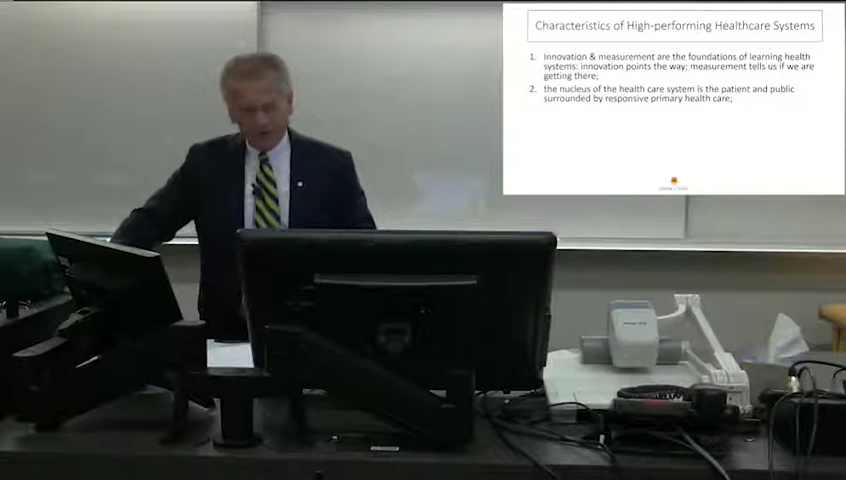 Characteristics of High-performing Healthcare Systems
1. Innovation & measurement are the foundations of learning health
systems: innovation points the way; measurement tells us if we are
getting there;
2. the nucleus of the health care system is the patient and public
surrounded by responsive primary health care;